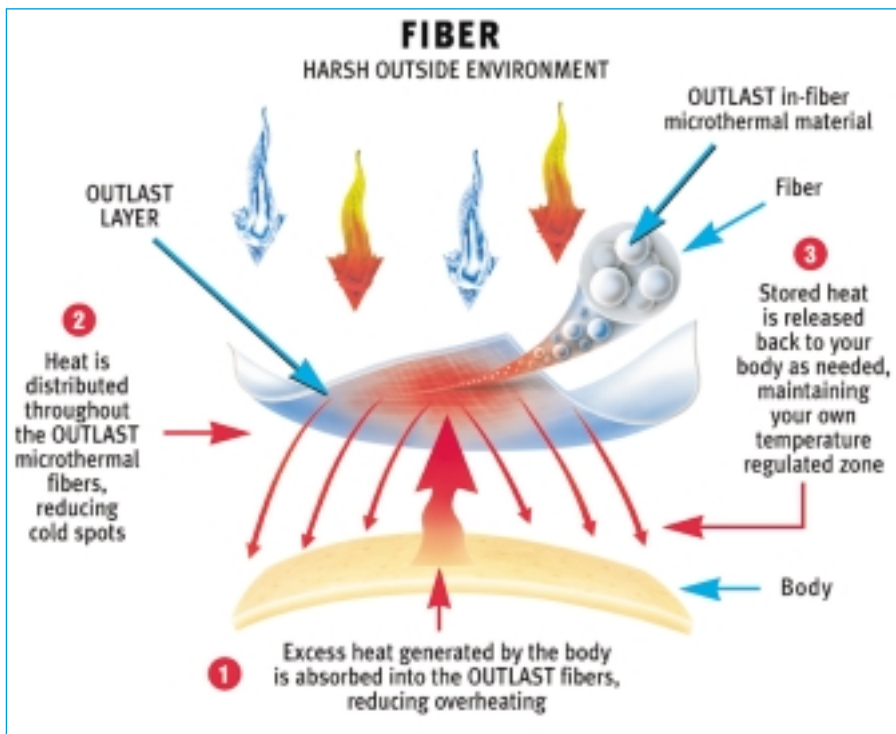 FIBER
HARSH OUTSIDE ENVIRONMENT
OUTLAST in-fiber
microthermal material
Fiber
OUTLAST
LAYER
2
Heat is
distributed
throughout
the OUTLAST
microthermal
fibers,
reducing
cold spots
3
Stored heat
is released
back to your
body as needed,
maintaining
your own
temperature
regulated zone
Body
1
Excess heat generated by the body
is absorbed into the OUTLAST fibers,
reducing overheating